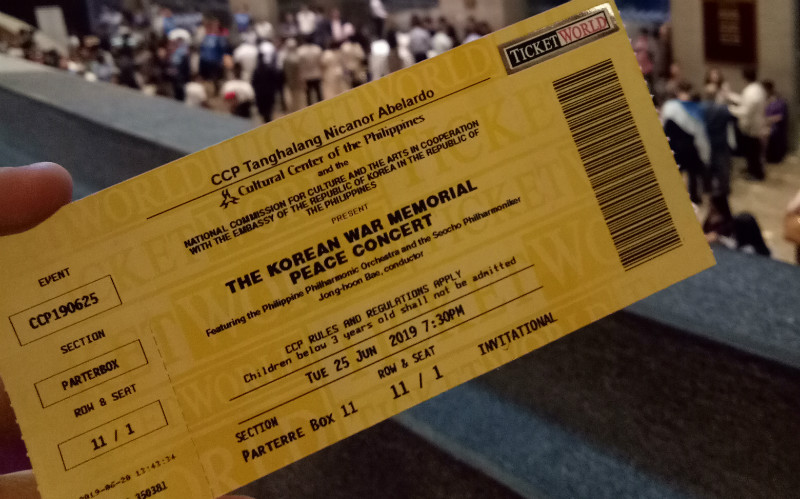 TICKETWORLD
CCP Tanghalang Nicanor Abelardo
Cultural Center of the Philippines
and the
NATIONAL COMMISSION FOR CULTURE AND THE ARTS IN COOPERATION
WITH THE EMBASSY OF THE REPUBLIC OF KOREA IN THE REPUBLIC OF
THE PHILIPPINES
PRESENT
THE KOREAN WAR MEMORIAL
PEACE CONCERT
Featuring the Philippine Philharmonic Orchestra and the Seocho Philharmoniker
Jong-hoon Bae, conductor
CCP RULES AND REGULATIONS APPLY
Children below 3 years old shall not be admitted
TUE 25 JUN 2019 7:30PM
SECTION
ROW & SEAT
Parterre Box 11
11 / 1
INVITATIONAL
EVENT
CCP190625
SECTION
PARTERBOX
ROW & SEAT
11 / 1
350381